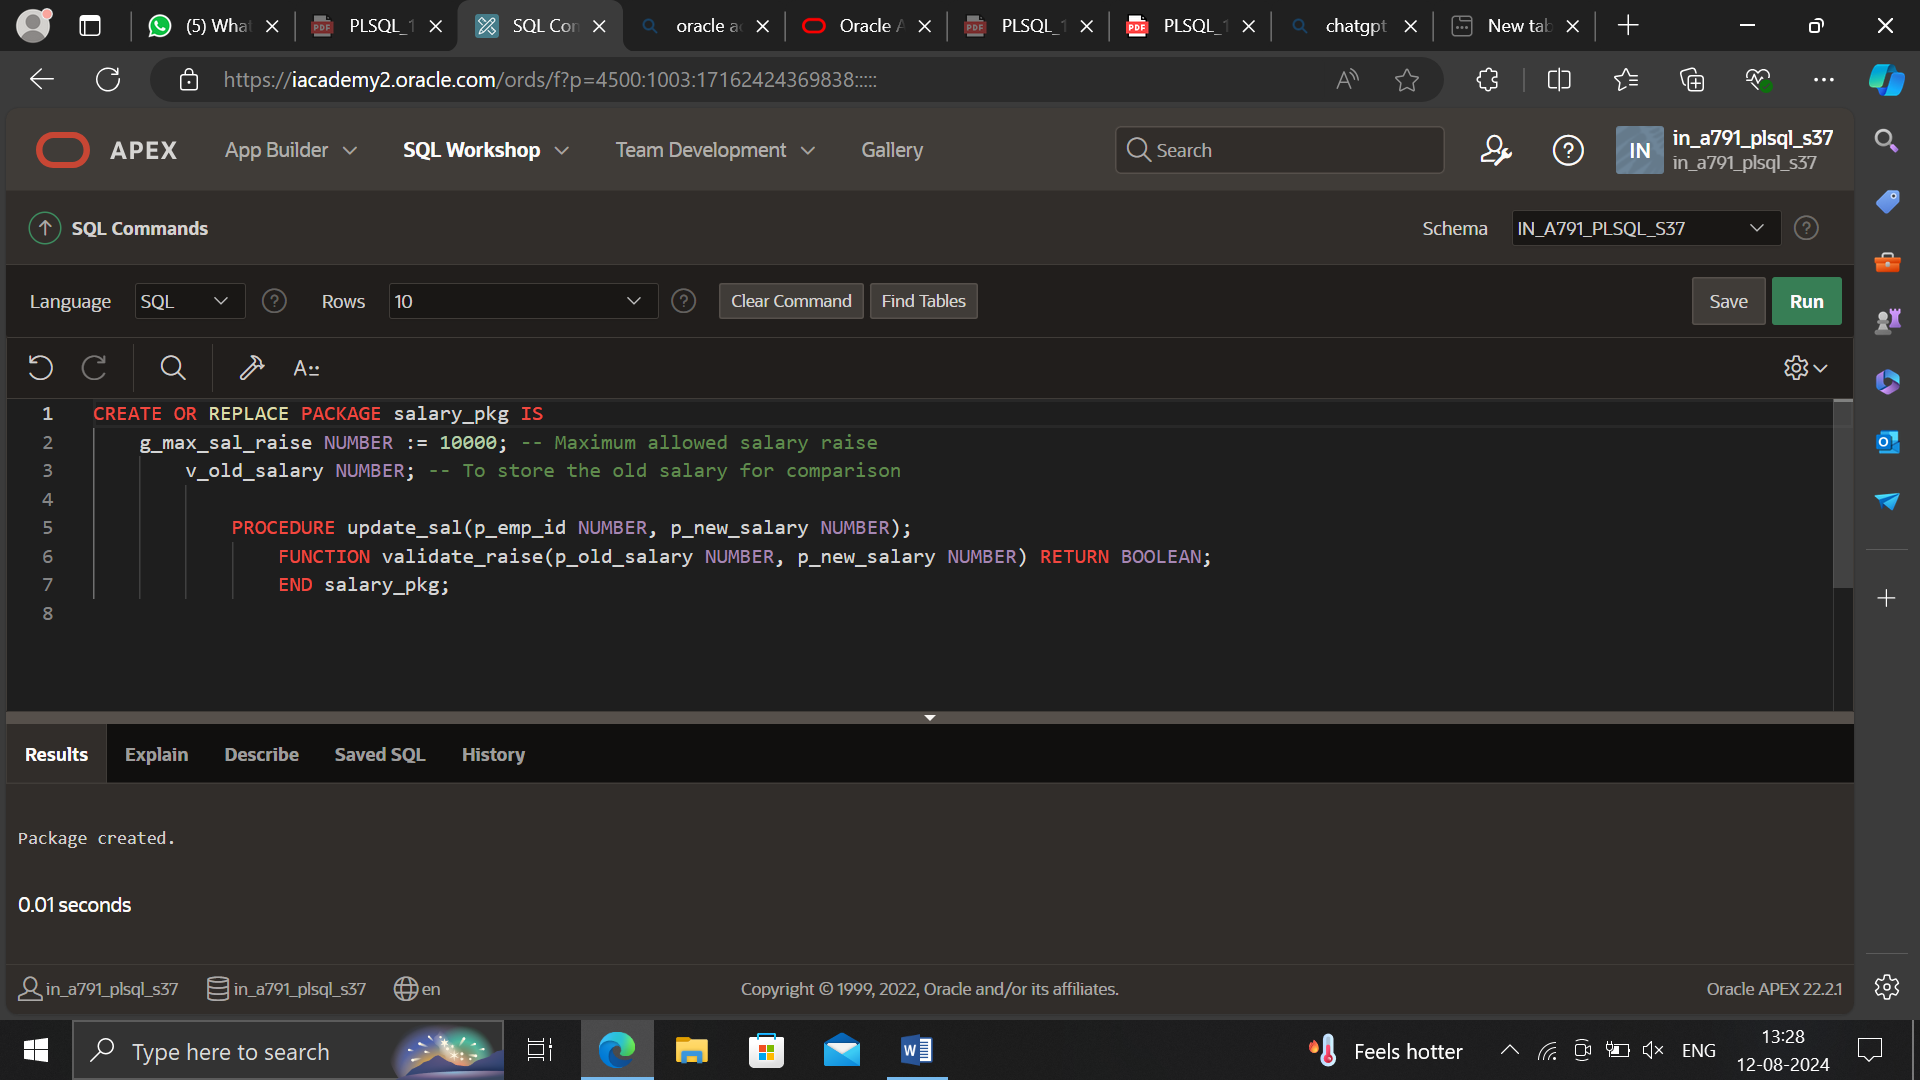 (5) What
PLSQL_1
SQL Con
oracle ac
Oracle A
PLSQL_1
PLSQL_1
chatgpt
New tab
https://iacademy2.oracle.com/ords/f?p=4500:1003:17162424369838:::::
APEX
App Builder
SQL Workshop
Team Development
Gallery
Search
IN
in_a791_plsql_s37
in_a791_plsql_s37
SQL Commands
Schema
IN_A791_PLSQL_S37
Language
SQL
Rows
10
Clear Command
Find Tables
Save
Run
1 CREATE OR REPLACE PACKAGE salary_pkg IS
2 g_max_sal_raise NUMBER := 10000; -- Maximum allowed salary raise
3 v_old_salary NUMBER; -- To store the old salary for comparison
4
5 PROCEDURE update_sal(p_emp_id NUMBER, p_new_salary NUMBER);
6 FUNCTION validate_raise(p_old_salary NUMBER, p_new_salary NUMBER) RETURN BOOLEAN;
7 END salary_pkg;
8
Results
Explain
Describe
Saved SQL
History
Package created.
0.01 seconds
in_a791_plsql_s37
in_a791_plsql_s37
en
Copyright © 1999, 2022, Oracle and/or its affiliates.
Oracle APEX 22.2.1
Type here to search
Feels hotter
ENG
13:28
12-08-2024